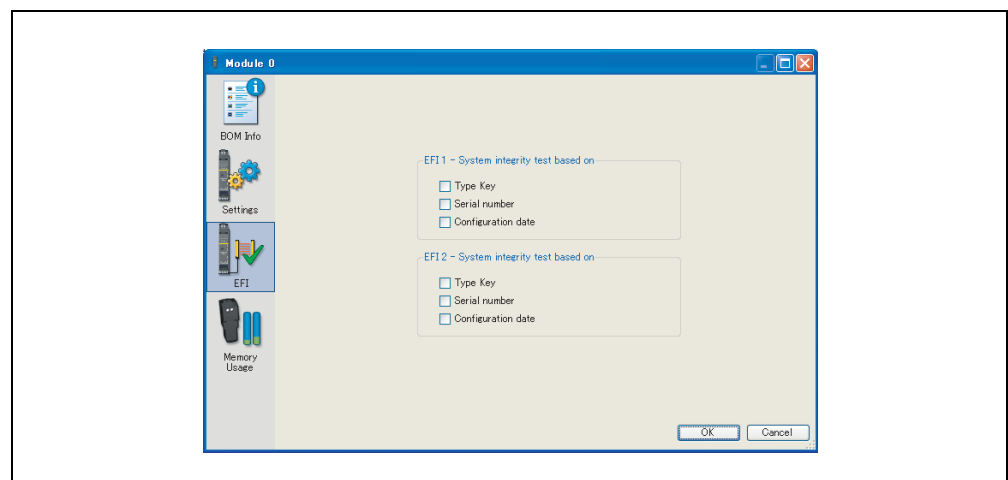 Module 0
BOM Info
Settings
EFI
Memory
Usage
EFI 1 - System integrity test based on
Type Key
Serial number
Configuration date
EFI 2 - System integrity test based on
Type Key
Serial number
Configuration date
OK
Cancel